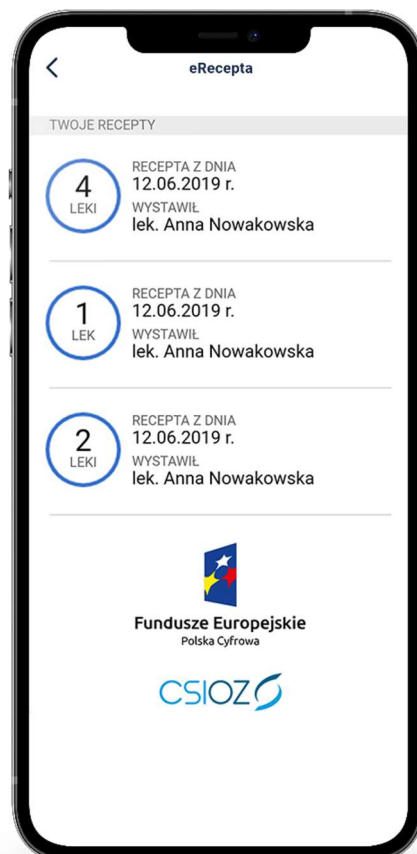 eRecepta
TWOJE RECEPTY
4
LEKI
RECEPTA Z DNIA
12.06.2019 r.
WYSTAWIŁ
lek. Anna Nowakowska
1
LEK
RECEPTA Z DNIA
12.06.2019 r.
WYSTAWIŁ
lek. Anna Nowakowska
2
LEKI
RECEPTA Z DNIA
12.06.2019 r.
WYSTAWIŁ
lek. Anna Nowakowska
Fundusze Europejskie
Polska Cyfrowa
CSIOZ